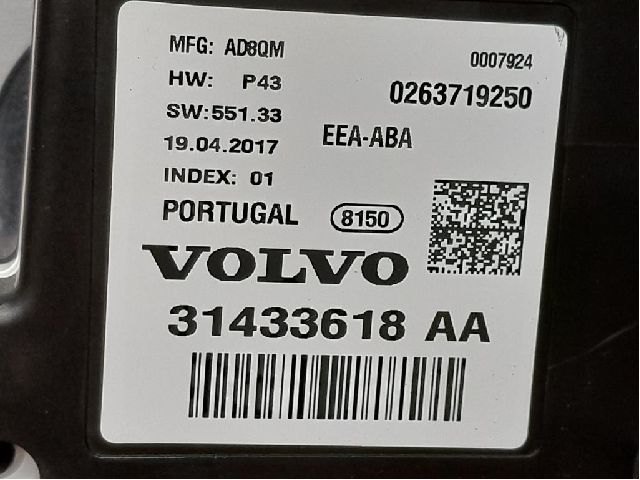 MFG: AD8QM
0007924
HW: P43
0263719250
SW:551.33
EEA-ABA
19.04.2017
INDEX: 01
PORTUGAL 8150
VOLVO
31433618 AA